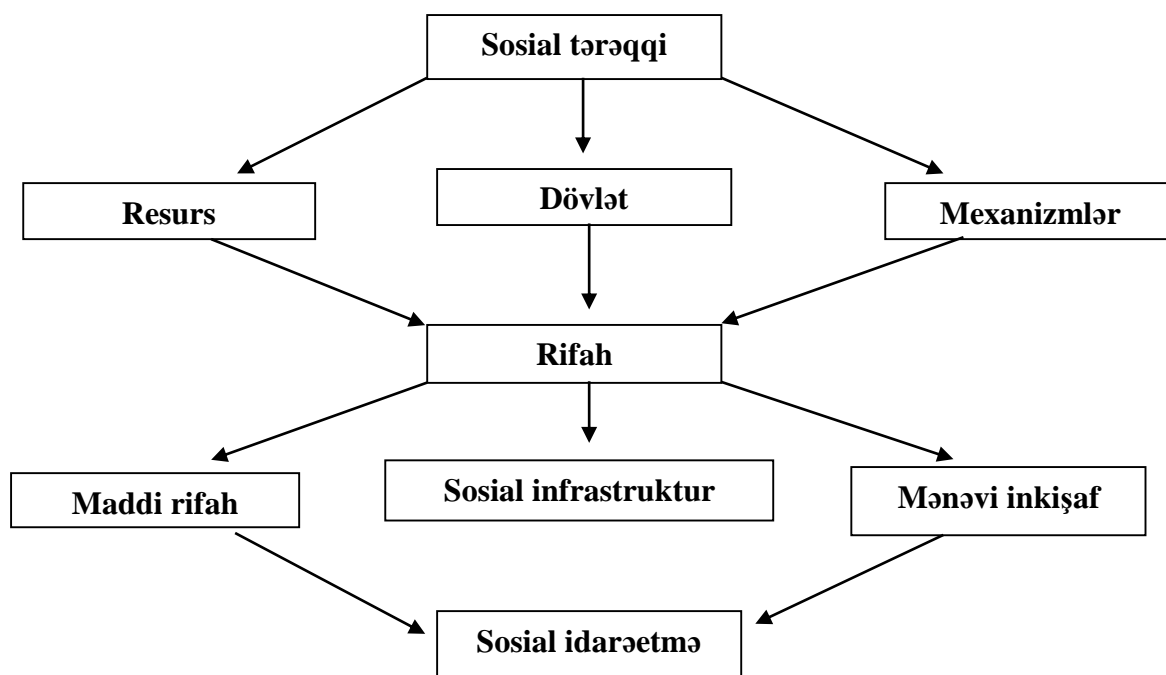 Sosial tərəqqi
Resurs
Dövlət
Mexanizmlər
Rifah
Maddi rifah
Sosial infrastruktur
Mənəvi inkişaf
Sosial idarəetmə